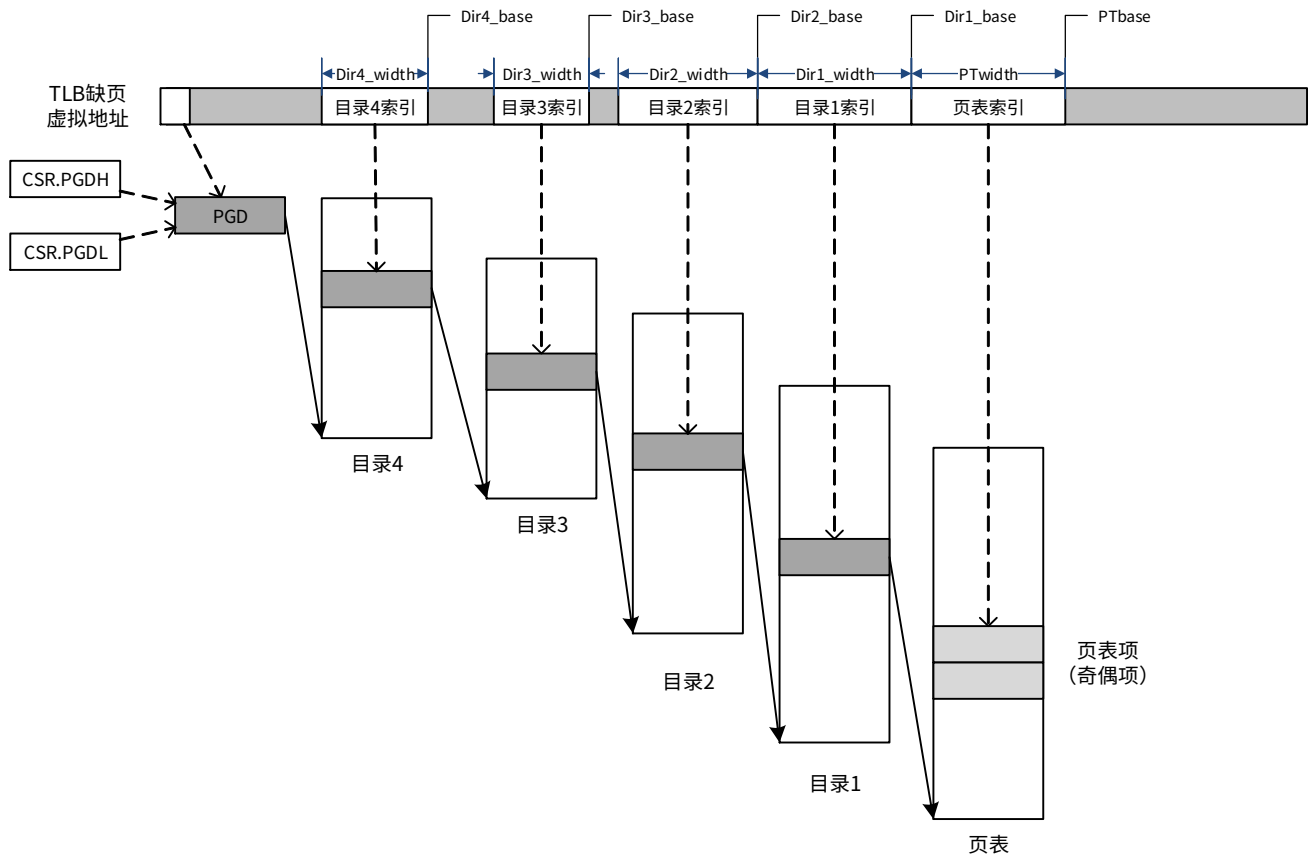 Dir4_base
Dir3_base
Dir2_base
Dir1_base
PTbase
Dir4_width
Dir3_width
Dir2_width
Dir1_width
PTwidth
TLB缺页
虚拟地址
目录4索引
目录3索引
目录2索引
目录1索引
页表索引
CSR.PGDH
PGD
CSR.PGDL
目录4
目录3
页表项
（奇偶项）
目录2
目录1
页表